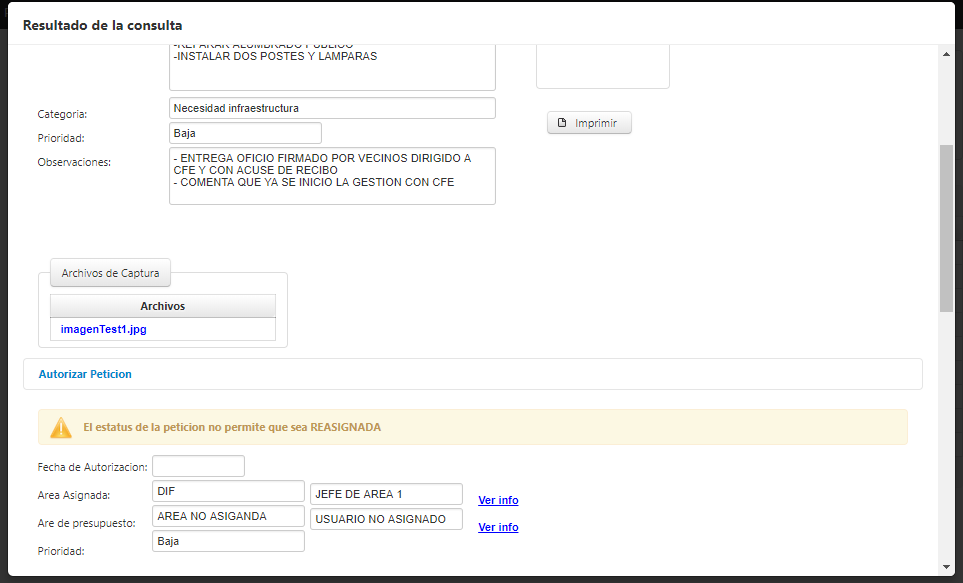 Resultado de la consulta
-REPARAR ALUMBRADO PUBLICO
-INSTALAR DOS POSTES Y LAMPARAS
Categoria:
Necesidad infraestructura
Imprimir
Prioridad:
Baja
Observaciones:
- ENTREGA OFICIO FIRMADO POR VECINOS DIRIGIDO A
CFE Y CON ACUSE DE RECIBO
- COMENTA QUE YA SE INICIO LA GESTION CON CFE
Archivos de Captura
Archivos
imagenTest1.jpg
Autorizar Peticion
El estatus de la peticion no permite que sea REASIGNADA
Fecha de Autorizacion:
Area Asignada:
DIF
JEFE DE AREA 1
Ver info
Are de presupuesto:
AREA NO ASIGANDA
USUARIO NO ASIGNADO
Ver info
Prioridad:
Baja